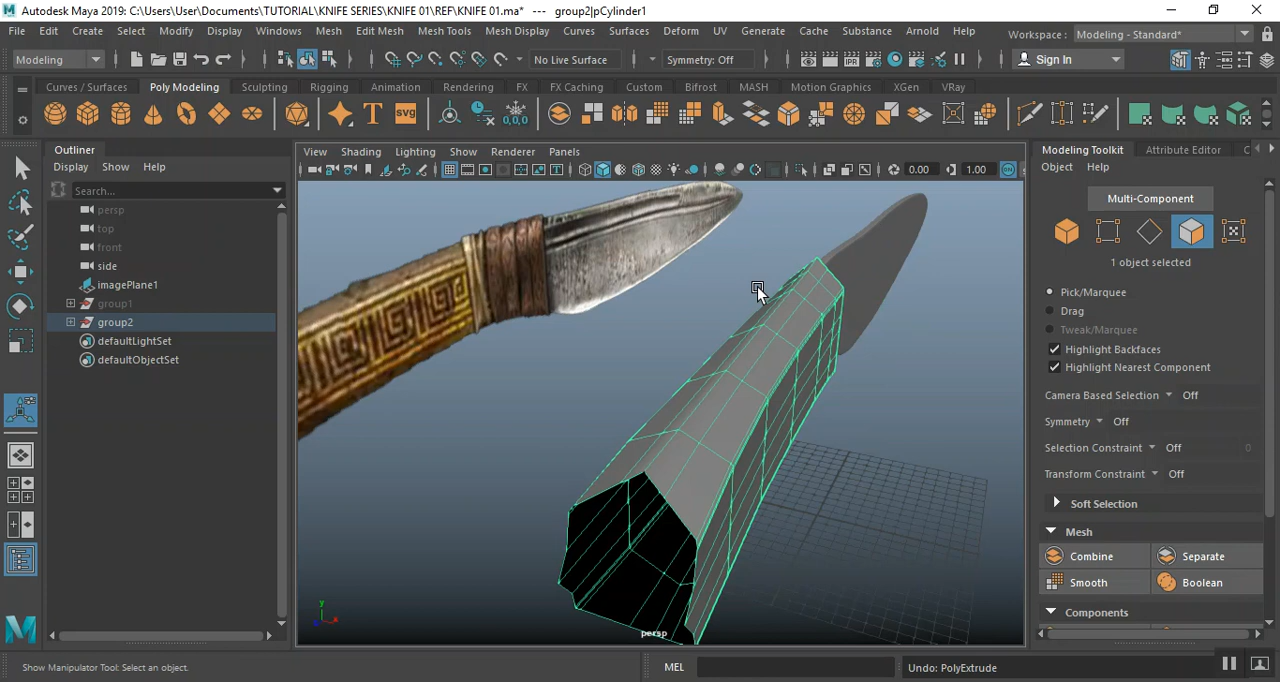 Autodesk Maya 2019: C:\Users\User\Documents\TUTORIAL\KNIFE SERIES\KNIFE 01\REF\KNIFE 01.ma* --- group2|pCylinder1
File Edit Create Select Modify Display Windows Mesh Edit Mesh Mesh Tools Mesh Display Curves Surfaces Deform UV Generate Cache Substance Arnold Help Workspace : Modeling - Standard*
Modeling No Live Surface Symmetry: Off IPR Sign In
Curves / Surfaces Poly Modeling Sculpting Rigging Animation Rendering FX FX Caching Custom Bifrost MASH Motion Graphics XGen VRay
T SVG 0,0,0
Outliner
Display Show Help
Search...
persp
top
front
side
imagePlane1
group1
group2
defaultLightSet
defaultObjectSet
View Shading Lighting Show Renderer Panels
0.00 1.00
y
persp
Modeling Toolkit Attribute Editor C
Object Help
Multi-Component
1 object selected
Pick/Marquee
Drag
Tweak/Marquee
Highlight Backfaces
Highlight Nearest Component
Camera Based Selection Off
Symmetry Off
Selection Constraint Off 0
Transform Constraint Off
Soft Selection
Mesh
Combine Separate
Smooth Boolean
Components
Show Manipulator Tool: Select an object. MEL Undo: PolyExtrude